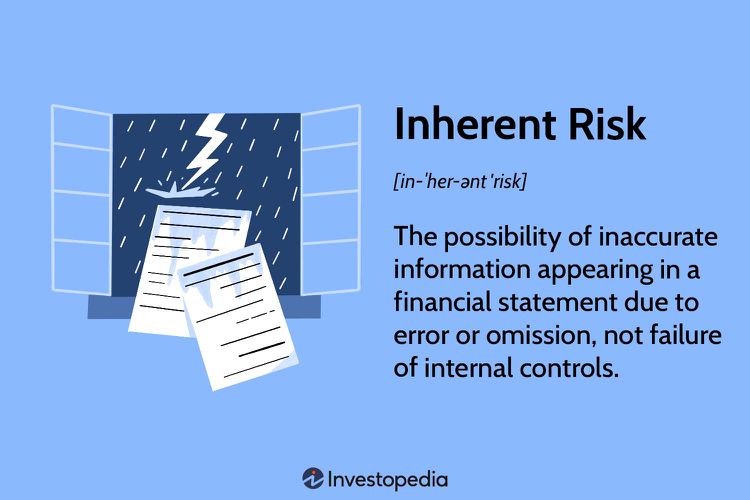 Inherent Risk
[in-ˈher-ənt ˈrisk]
The possibility of inaccurate
information appearing in a
financial statement due to
error or omission, not failure
of internal controls.
Investopedia